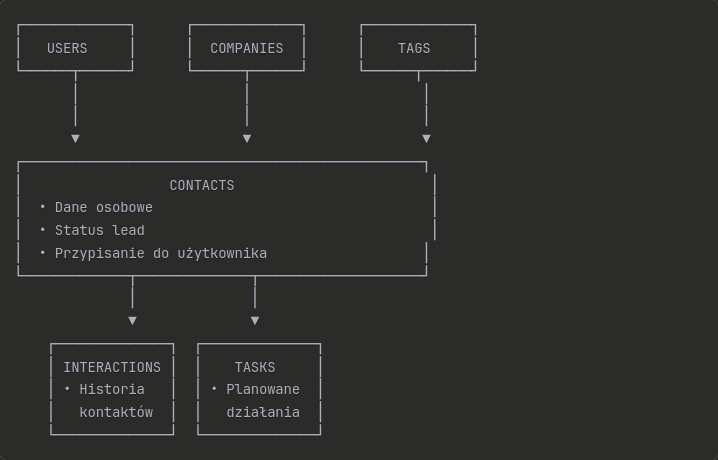 USERS COMPANIES TAGS
CONTACTS
• Dane osobowe
• Status lead
• Przypisanie do użytkownika
INTERACTIONS TASKS
• Historia • Planowane
kontaktów działania